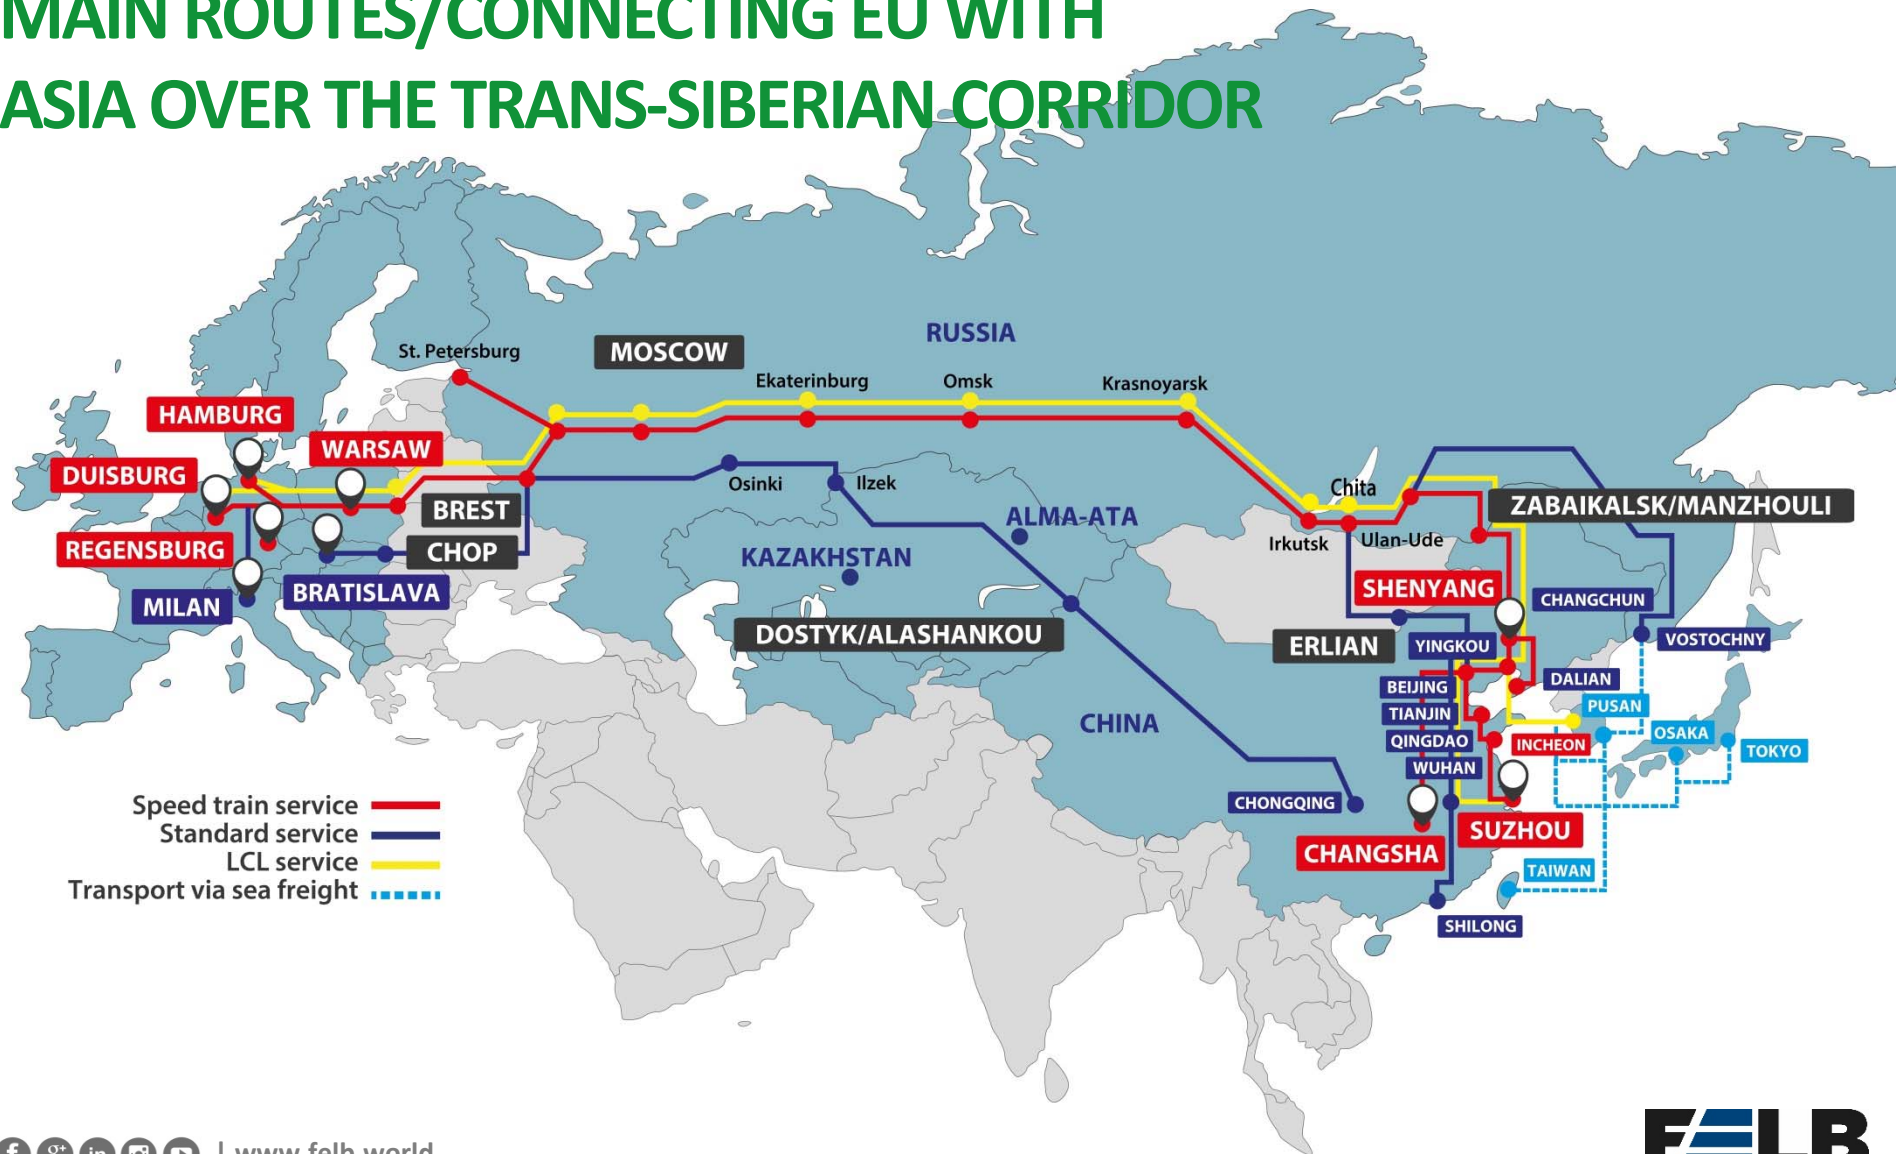 MAIN ROUTES/CONNECTING EU WITH
ASIA OVER THE TRANS-SIBERIAN CORRIDOR
RUSSIA
St. Petersburg
MOSCOW
Ekaterinburg
Omsk
Krasnoyarsk
HAMBURG
WARSAW
DUISBURG
Osinki
Ilzek
Chita
BREST
ZABAIKALSK/MANZHOULI
ALMA-ATA
REGENSBURG
CHOP
KAZAKHSTAN
Irkutsk
Ulan-Ude
MILAN
BRATISLAVA
SHENYANG
CHANGCHUN
DOSTYK/ALASHANKOU
ERLIAN
YINGKOU
VOSTOCHNY
BEIJING
DALIAN
TIANJIN
PUSAN
CHINA
QINGDAO
INCHEON
OSAKA
TOKYO
WUHAN
CHONGQING
SUZHOU
CHANGSHA
TAIWAN
SHILONG
Speed train service
Standard service
LCL service
Transport via sea freight
| www.felb.world
FELB